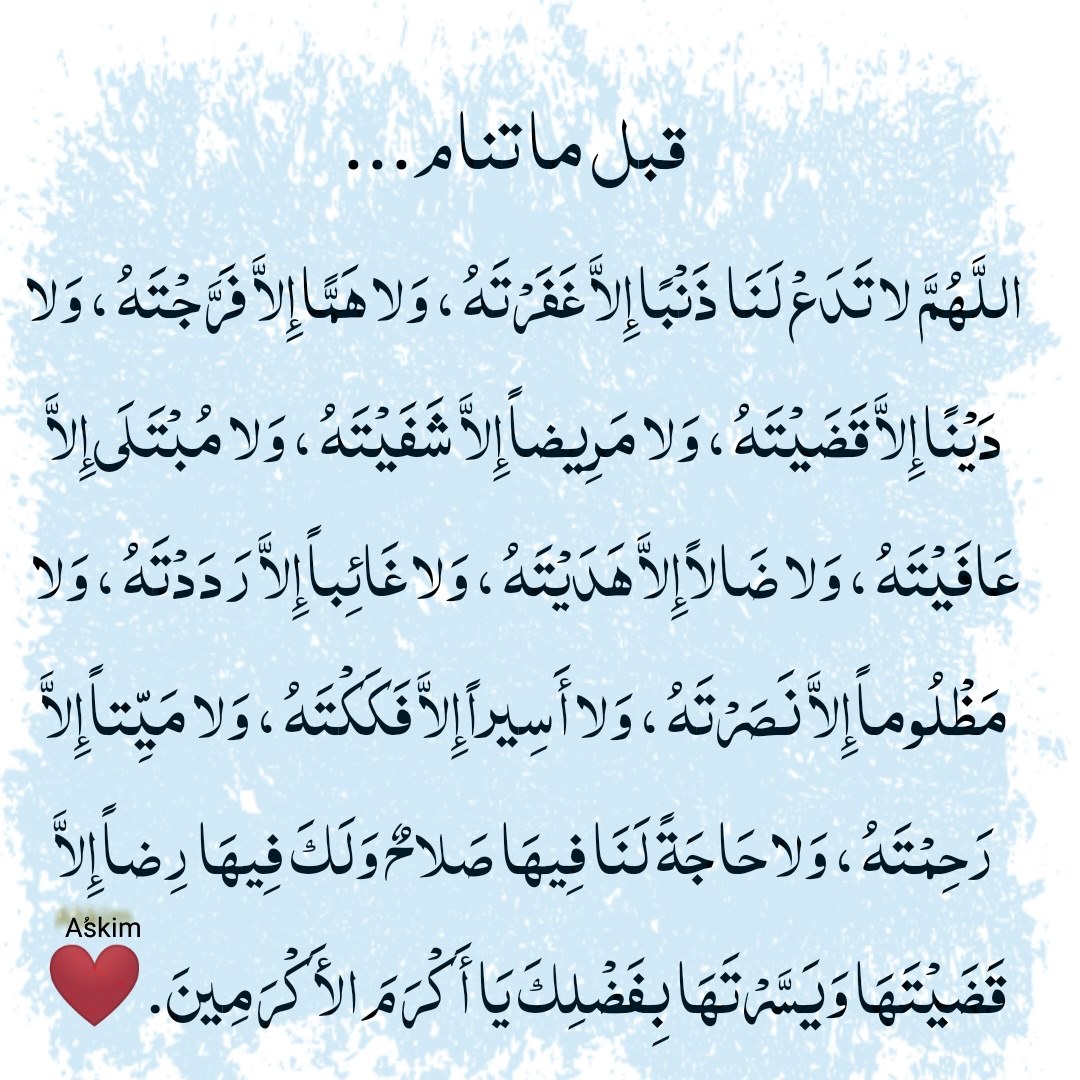 قبل ما تنام...
اللَّهُمَّ لا تَدَعْ لَنَا ذَنْبًا إِلاَّ غَفَرْتَهُ ، وَلا هَمًّا إِلاَّ فَرَّجْتَهُ ، وَلا
دَيْنًا إِلاَّ قَضَيْتَهُ ، وَلا مَرِيضاً إِلاَّ شَفَيْتَهُ ، وَلا مُبْتَلَى إِلاَّ
عَافَيْتَهُ ، وَلا ضَالاً إِلاَّ هَدَيْتَهُ ، وَلا غَائِباً إِلاَّ رَدَدْتَهُ ، وَلا
مَظْلُوماً إِلاَّ نَصَرْتَهُ ، وَلا أَسِيراً إِلاَّ فَكَكْتَهُ ، وَلا مَيِّتاً إِلاَّ
رَحِمْتَهُ ، وَلا حَاجَةً لَنَا فِيهَا صَلاحٌ وَلَكَ فِيهَا رِضاً إِلاَّ
Aşkim
قَضَيْتَهَا وَيَسَّرْتَهَا بِفَضْلِكَ يَا أَكْرَمَ الأَكْرَمِينَ. ❤️